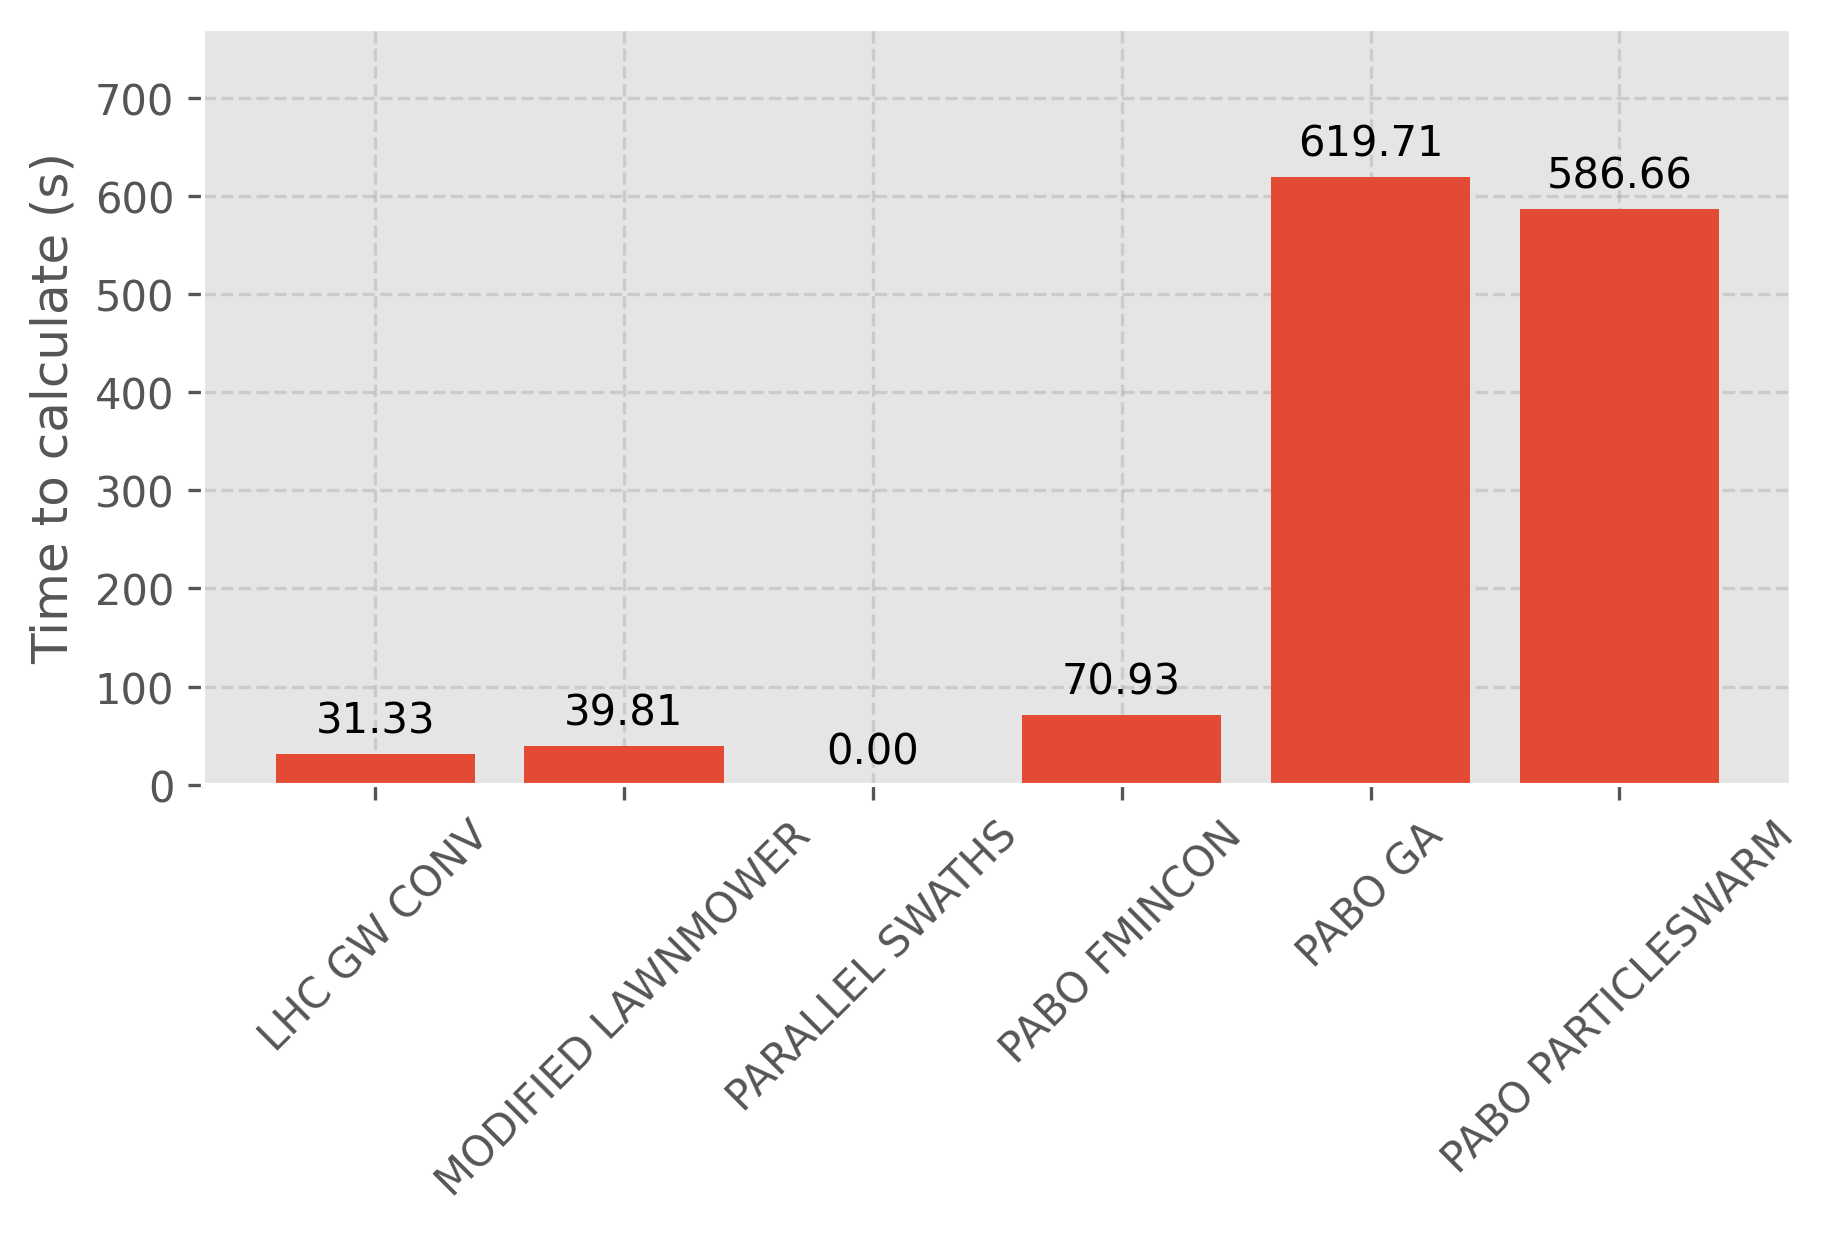 Time to calculate (s)
700
600
500
400
300
200
100
0
31.33
39.81
0.00
70.93
619.71
586.66
LHC GW CONV
MODIFIED LAWNMOWER
PARALLEL SWATHS
PABO FMINCON
PABO GA
PABO PARTICLESWARM